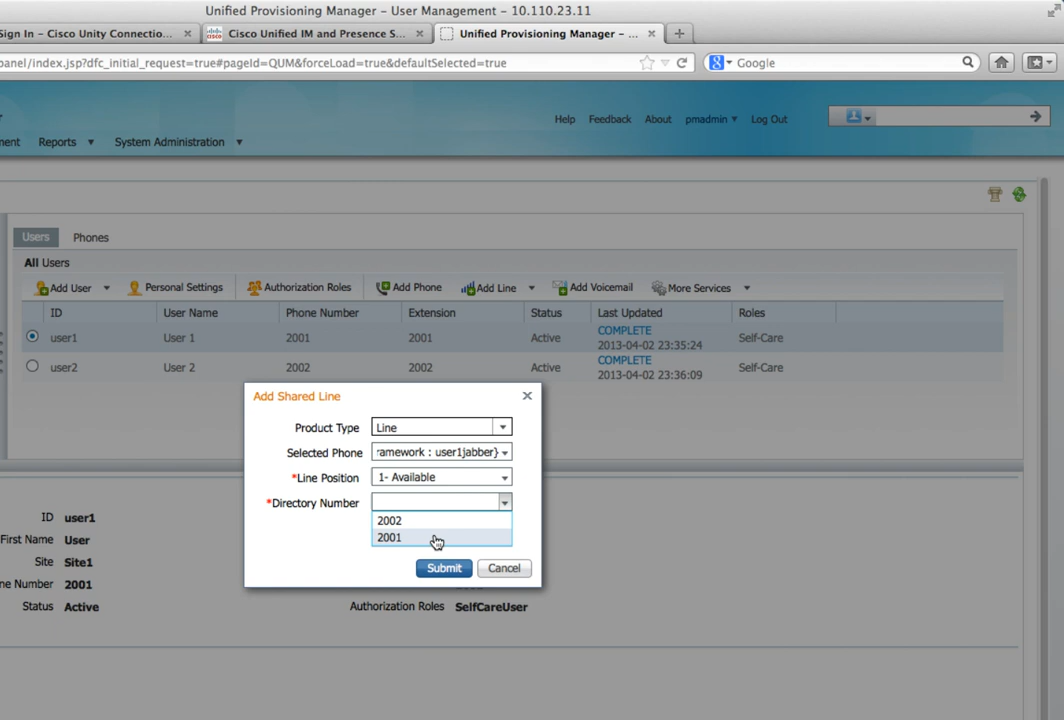 Unified Provisioning Manager – User Management – 10.110.23.11
Sign In – Cisco Unity Connectio... × Cisco Unified IM and Presence S... × Unified Provisioning Manager – ... × +
panel/index.jsp?dfc_initial_request=true#pageId=QUM&forceLoad=true&defaultSelected=true Google
Help Feedback About pmadmin Log Out
ment Reports System Administration
Users Phones
All Users
Add User Personal Settings Authorization Roles Add Phone Add Line Add Voicemail More Services
ID User Name Phone Number Extension Status Last Updated Roles
user1 User 1 2001 2001 Active COMPLETE Self-Care
2013-04-02 23:35:24
user2 User 2 2002 2002 Active COMPLETE Self-Care
2013-04-02 23:36:09
Add Shared Line ×
Product Type Line
Selected Phone ramework : user1jabber}
*Line Position 1- Available
*Directory Number
2002
2001
Submit Cancel
ID user1
First Name User
Site Site1
ne Number 2001
Status Active Authorization Roles SelfCareUser